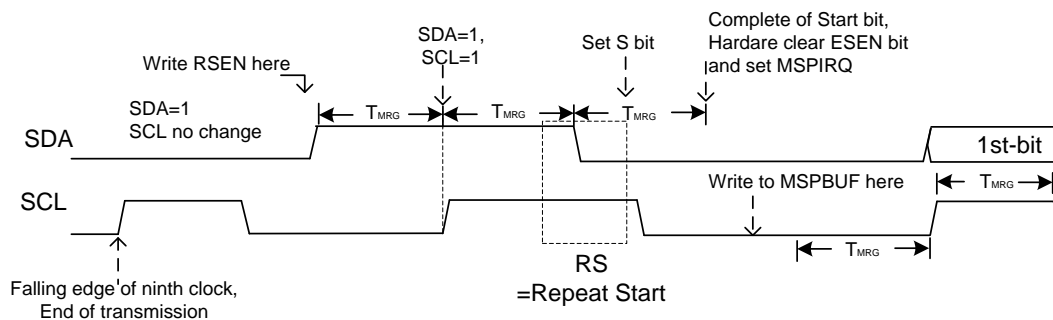 Complete of Start bit,
Hardare clear ESEN bit
and set MSPIRQ
SDA=1,
SCL=1
Set S bit
Write RSEN here
SDA=1
SCL no change
TMRG
TMRG
TMRG
SDA
1st-bit
Write to MSPBUF here
TMRG
SCL
TMRG
RS
=Repeat Start
Falling edge of ninth clock,
End of transmission